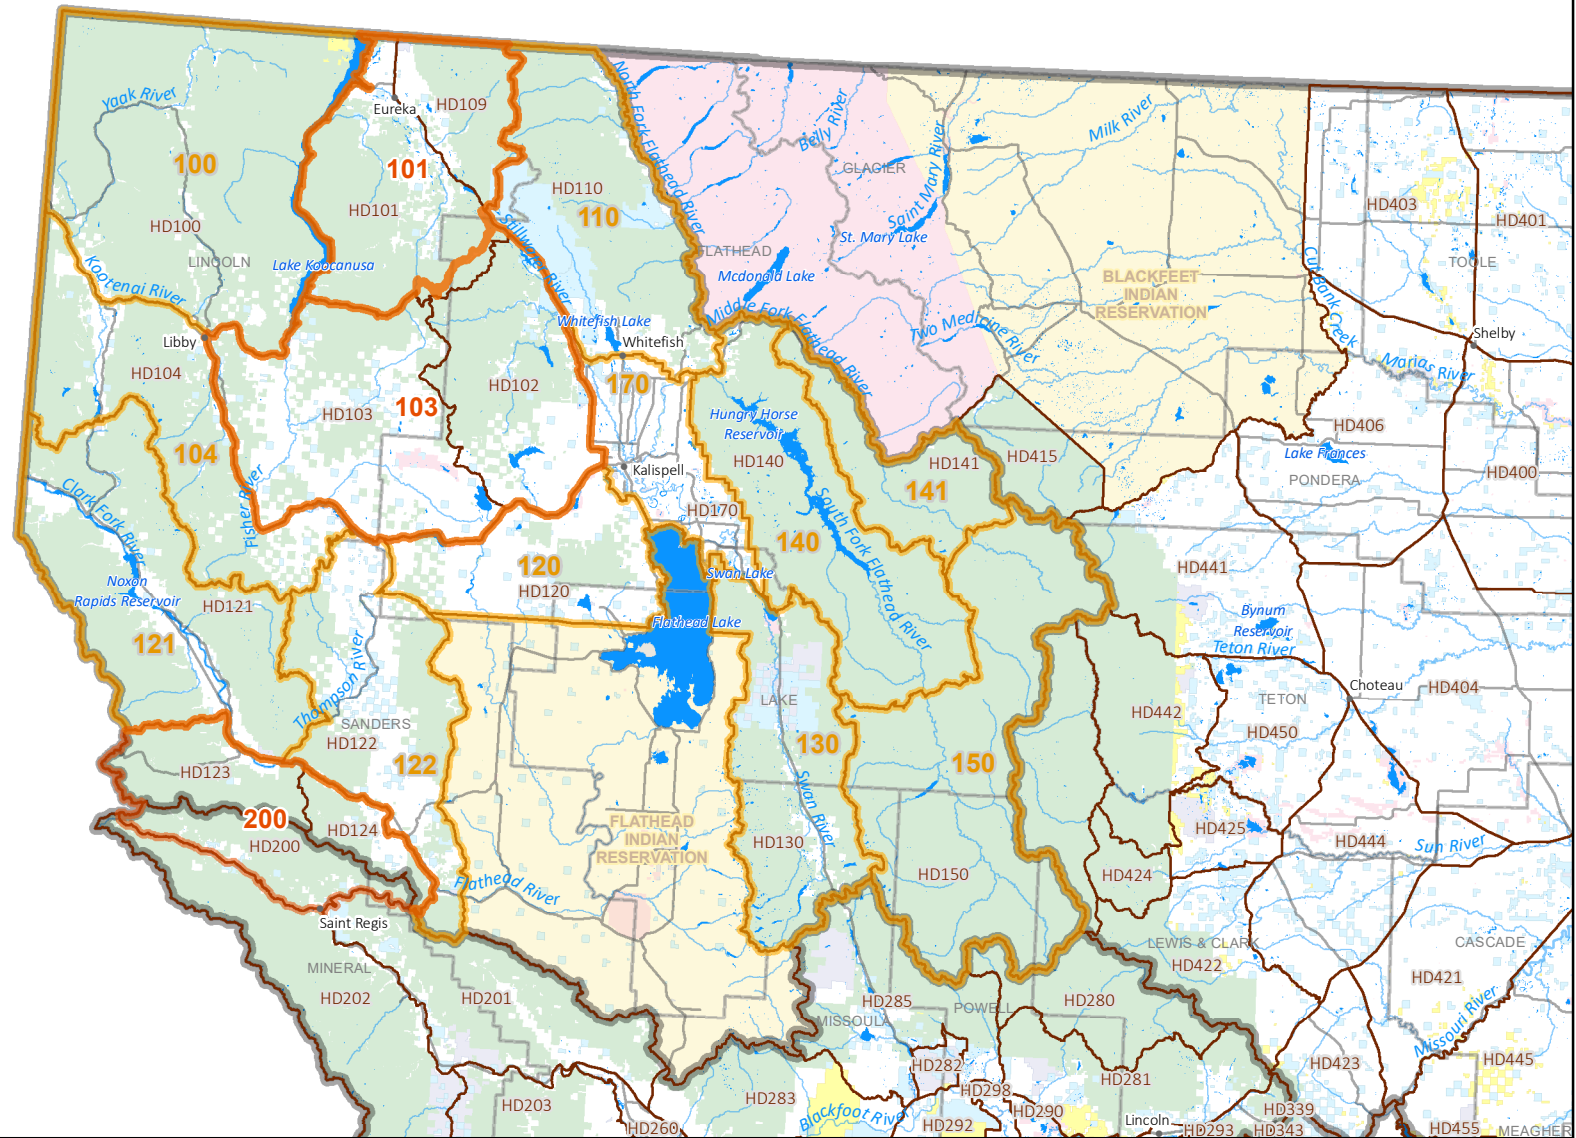 Yaak River
Eureka
HD109
North Fork Flathead River
Belly River
Milk River
100
101
GLACIER
Saint Mary River
HD110
110
HD100
HD101
Stillwater River
FLATHEAD
St. Mary Lake
HD403
HD401
LINCOLN
Lake Koocanusa
Mcdonald Lake
Kootenai River
BLACKFEET
INDIAN
RESERVATION
Cut Bank Creek
TOOLE
Middle Fork Flathead River
Two Medicine River
Whitefish Lake
Libby
Whitefish
Shelby
Marias River
HD104
HD102
170
HD103
103
Hungry Horse
Reservoir
HD406
104
HD140
HD141
HD415
Lake Frances
Kalispell
PONDERA
HD400
141
Clark Fork River
Fisher River
HD170
South Fork Flathead River
140
120
HD120
Swan Lake
HD441
Noxon
Rapids Reservoir
HD121
Bynum
Reservoir
Teton River
Flathead Lake
121
Thompson River
Choteau
HD404
LAKE
TETON
SANDERS
HD122
122
130
150
HD442
HD450
HD123
Swan River
200
HD200
HD124
FLATHEAD
INDIAN
RESERVATION
HD130
HD425
HD444
Sun River
HD150
HD424
Flathead River
Saint Regis
LEWIS & CLARK
HD422
CASCADE
MINERAL
HD202
HD201
HD285
MISSOULA
POWELL
HD280
HD421
Missouri River
HD282
HD423
HD445
HD281
HD203
HD283
HD298
HD290
Lincoln
HD339
Blackfoot River
HD260
HD292
HD293
HD343
HD455
MEAGHER